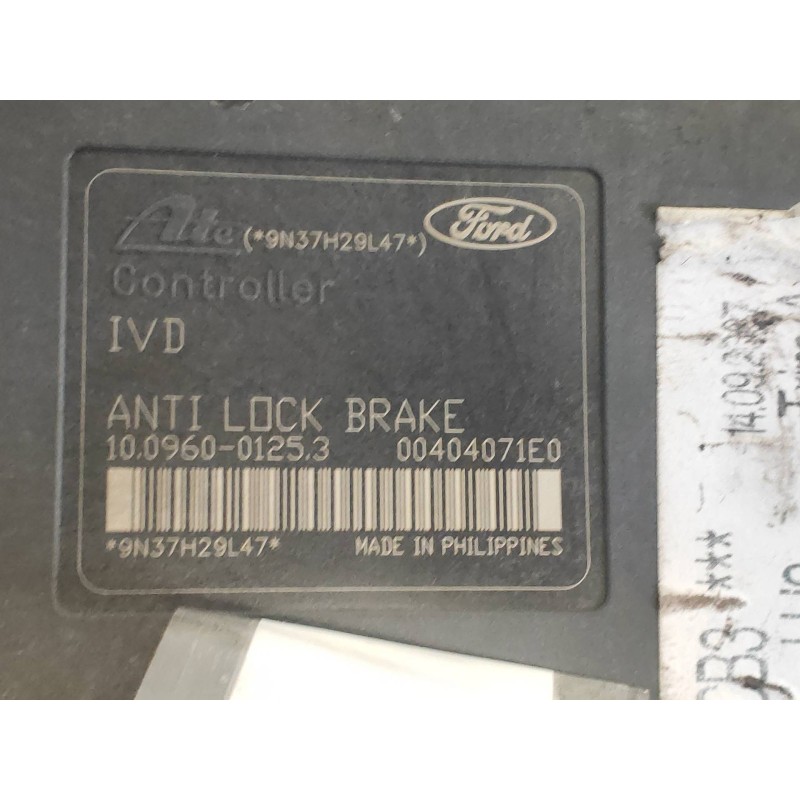 Ate (*9N37H29L47*) Ford
Controller
IVD
ANTI LOCK BRAKE
10.0960-0125.3 00404071E0
*9N37H29L47* MADE IN PHILIPPINES
***